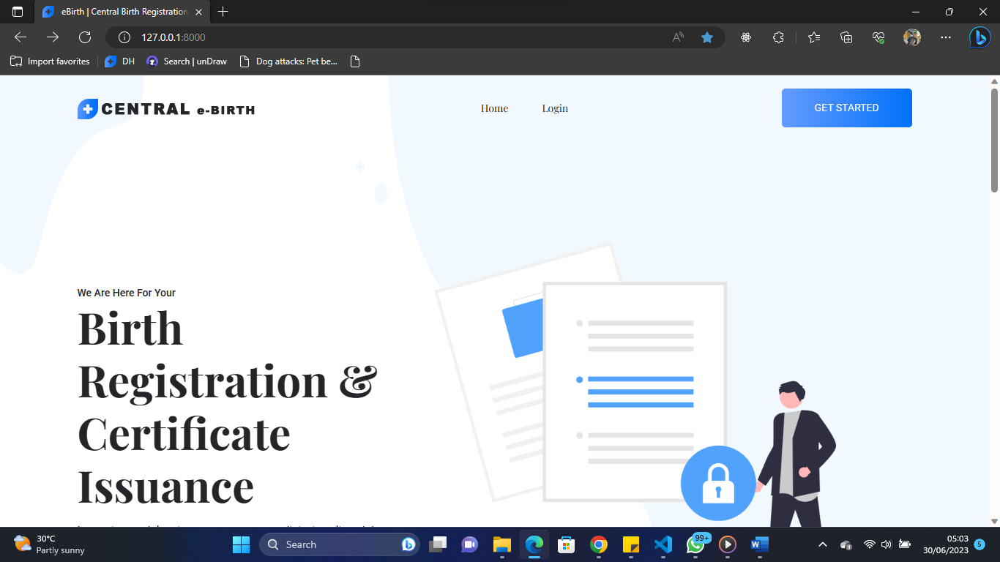 eBirth | Central Birth Registration
127.0.0.1:8000
Import favorites
DH
Search | unDraw
Dog attacks: Pet be...
CENTRAL e-BIRTH
Home
Login
GET STARTED
We Are Here For Your
Birth
Registration &
Certificate
Issuance
30°C
Partly sunny
Search
99+
05:03
30/06/2023
5